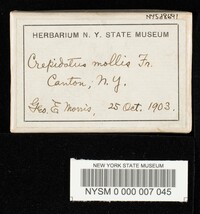 HERBARIUM N. Y. STATE MUSEUM
Crepidotus mollis Fr.
Canton, N.Y.
Geo. E. Morris, 25 Oct. 1903.
NEW YORK STATE MUSEUM
NYSM 0 000 007 045